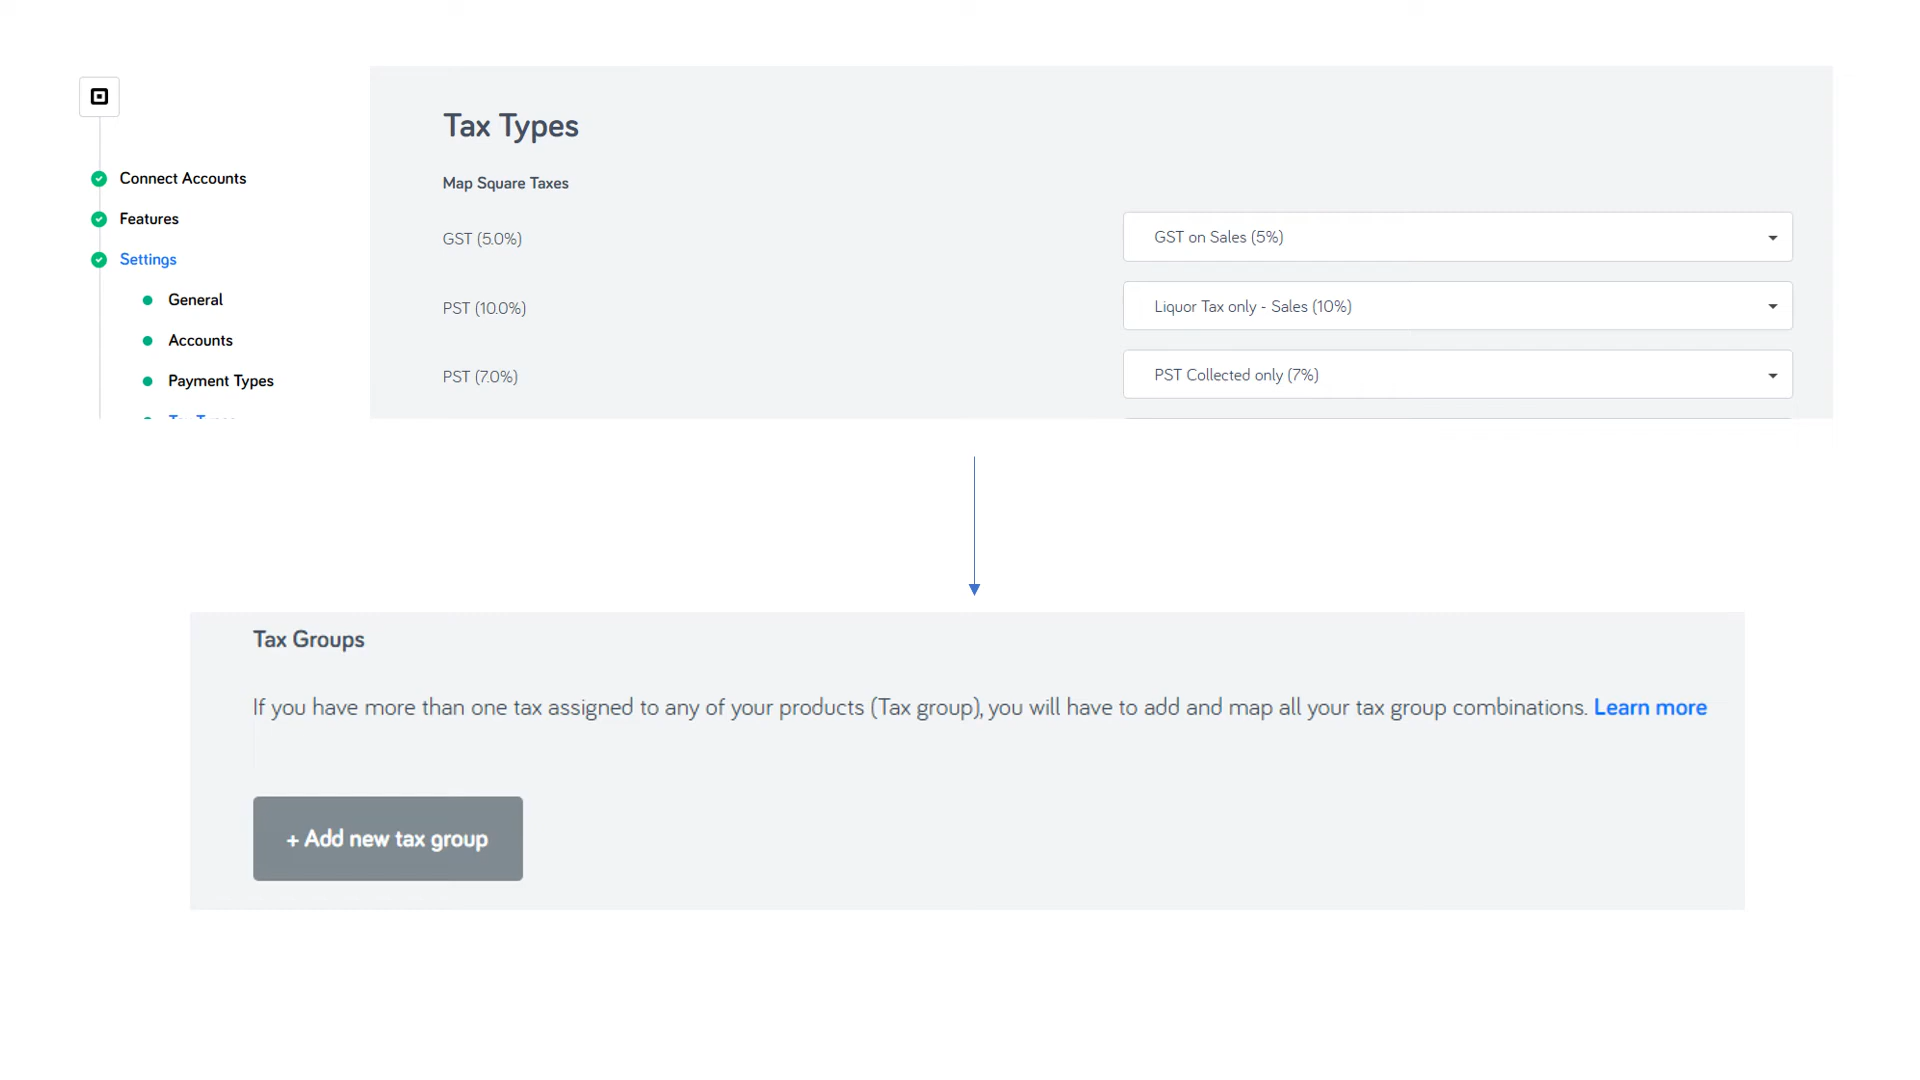 Connect Accounts
Features
Settings
General
Accounts
Payment Types
Tax Types
Map Square Taxes
GST (5.0%)
GST on Sales (5%)
PST (10.0%)
Liquor Tax only - Sales (10%)
PST (7.0%)
PST Collected only (7%)
Tax Groups
If you have more than one tax assigned to any of your products (Tax group), you will have to add and map all your tax group combinations. Learn more
+ Add new tax group